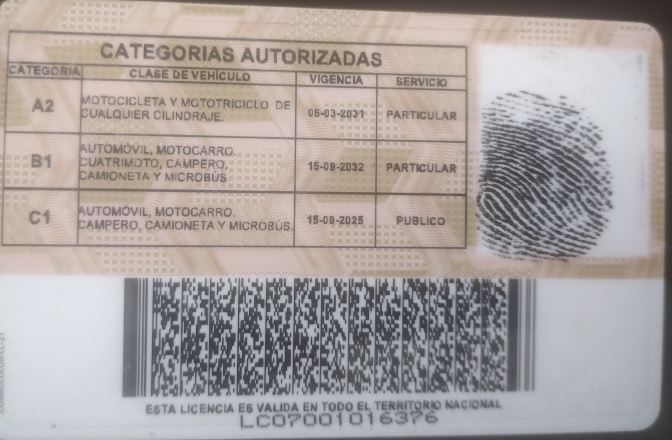 CATEGORIAS AUTORIZADAS
CATEGORIA CLASE DE VEHÍCULO VIGENCIA SERVICIO
A2 MOTOCICLETA Y MOTOTRICICLO DE CUALQUIER CILINDRAJE. 05-03-2031 PARTICULAR
B1 AUTOMÓVIL, MOTOCARRO, CUATRIMOTO, CAMPERO, CAMIONETA Y MICROBÚS 15-09-2032 PARTICULAR
C1 AUTOMÓVIL, MOTOCARRO, CAMPERO, CAMIONETA Y MICROBÚS. 15-09-2025 PUBLICO
ESTA LICENCIA ES VALIDA EN TODO EL TERRITORIO NACIONAL
LC07001016376